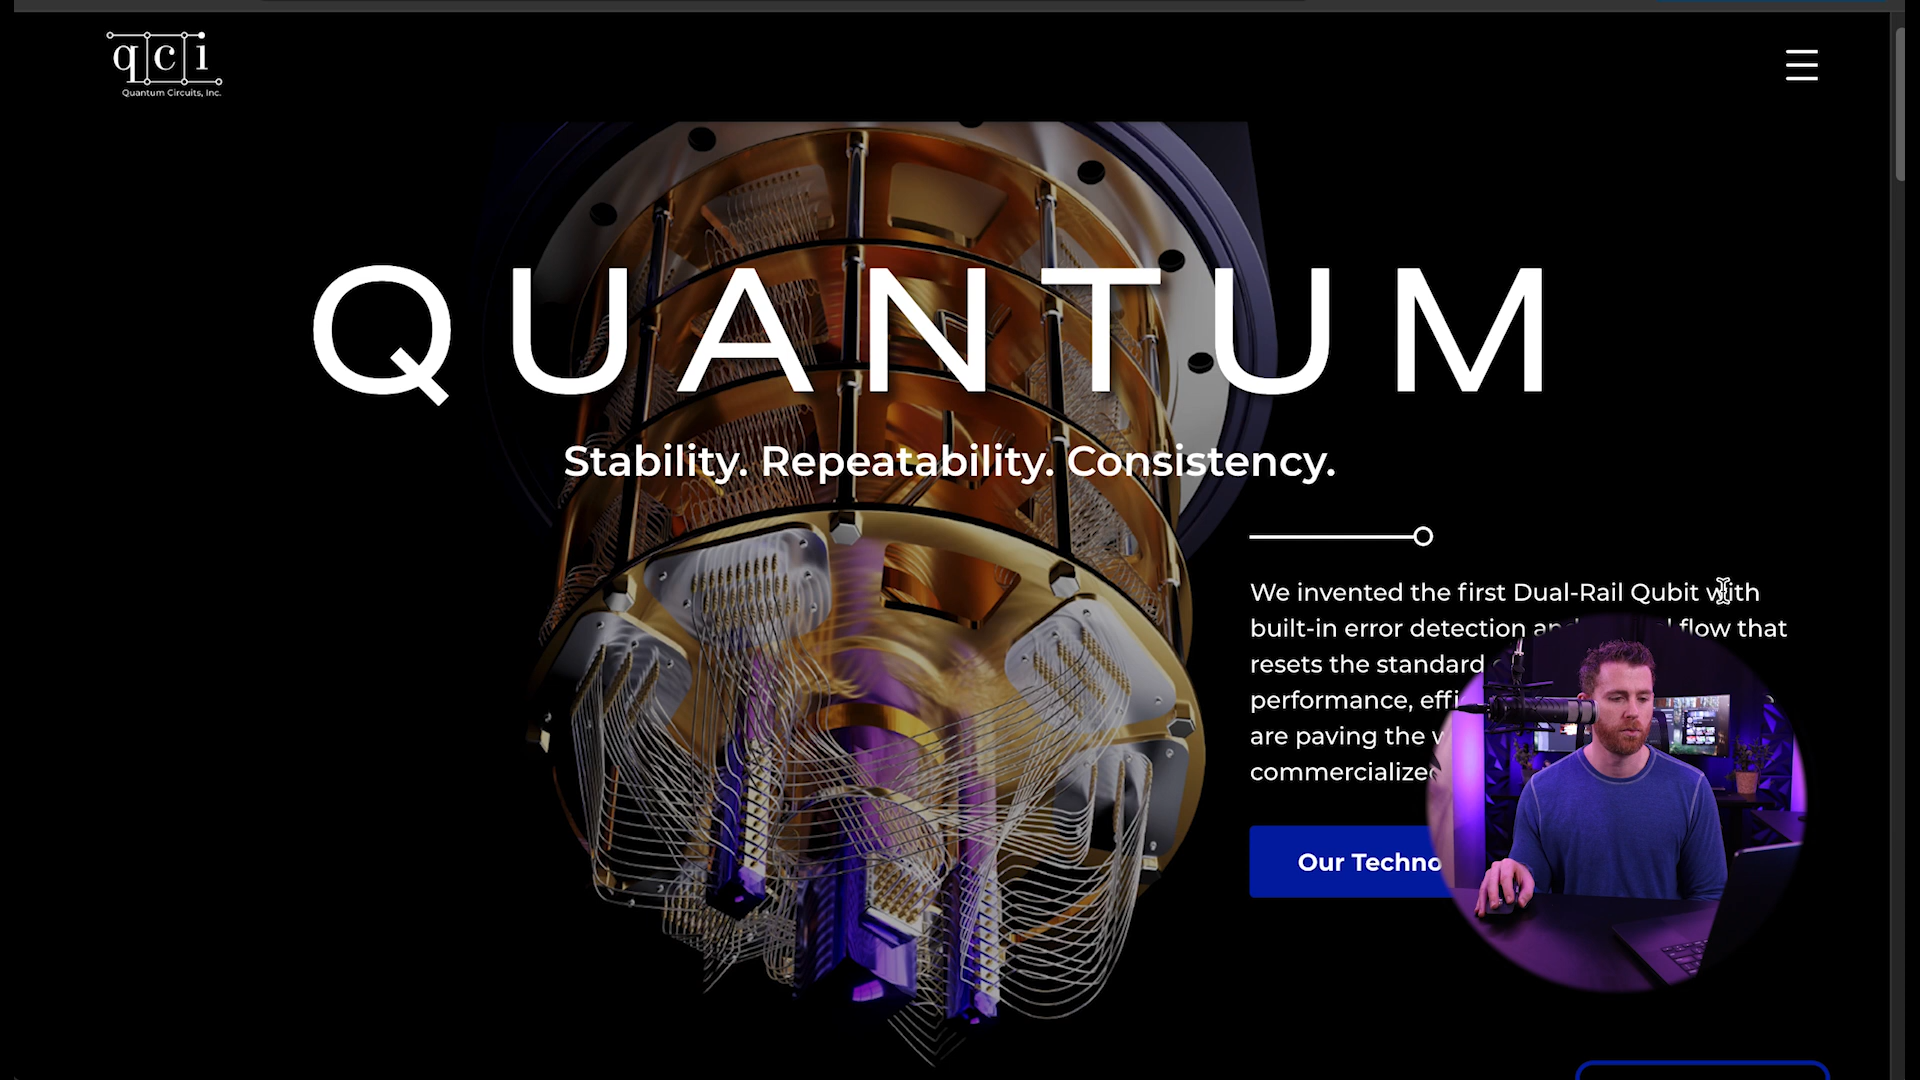 qci
Quantum Circuits, Inc.
QUANTUM
Stability. Repeatability. Consistency.
We invented the first Dual-Rail Qubit with
built-in error detection flow that
resets the standard
performance,
are paving the
Our